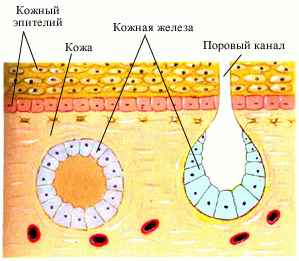 Кожный
эпителий
Кожа
Кожная железа
Поровый канал